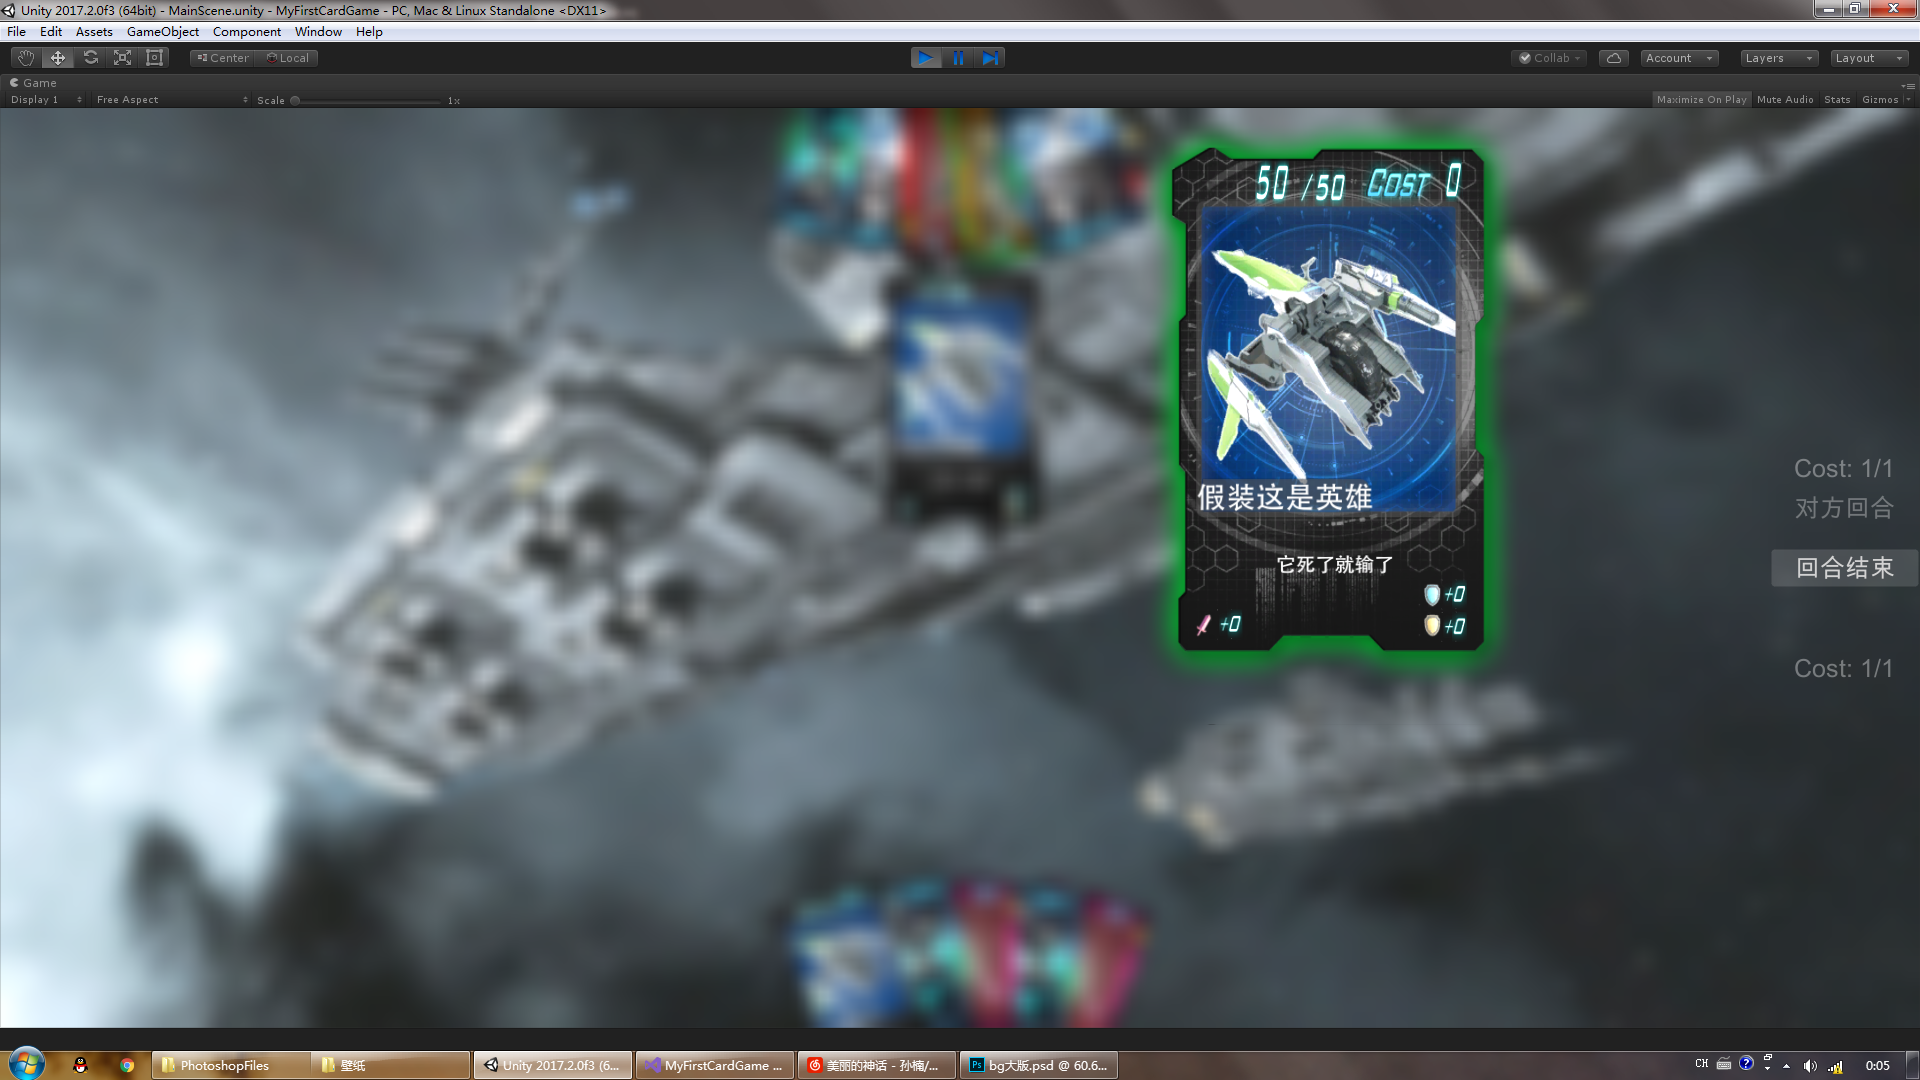 Unity 2017.2.0f3 (64bit) - MainScene.unity - MyFirstCardGame - PC, Mac & Linux Standalone <DX11>
File Edit Assets GameObject Component Window Help
Center Local Collab Account Layers Layout
Game
Display 1 Free Aspect Scale 1x Maximize On Play Mute Audio Stats Gizmos
50 /50 Cost 0
假装这是英雄
它死了就输了
+0
+0
+0
Cost: 1/1
对方回合
回合结束
Cost: 1/1
PhotoshopFiles 壁纸 Unity 2017.2.0f3 (6... MyFirstCardGame ... 美丽的神话 - 孙楠/... Ps bg大版.psd @ 60.6... CH 0:05